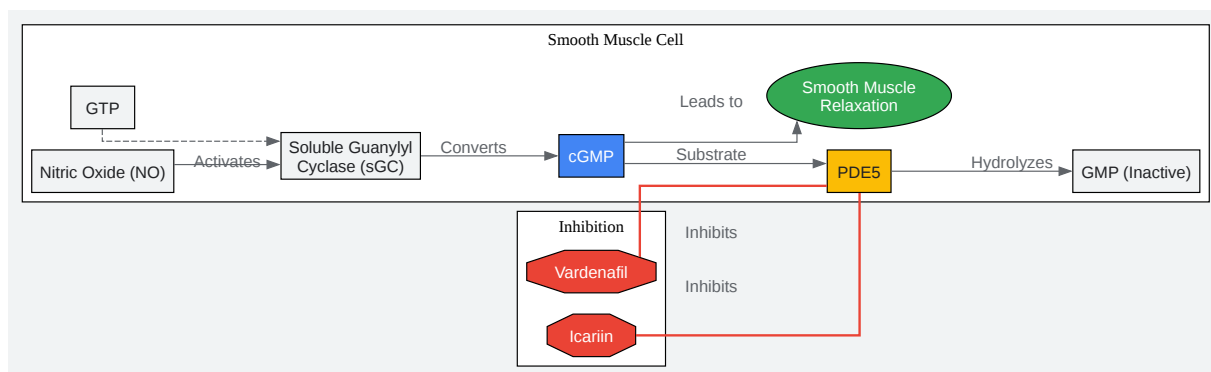 Smooth Muscle Cell
GTP
Nitric Oxide (NO)
Activates
Soluble Guanylyl
Cyclase (sGC)
Converts
cGMP
Leads to
Smooth Muscle
Relaxation
Substrate
PDE5
Hydrolyzes
GMP (Inactive)
Inhibition
Vardenafil
Inhibits
Icariin
Inhibits